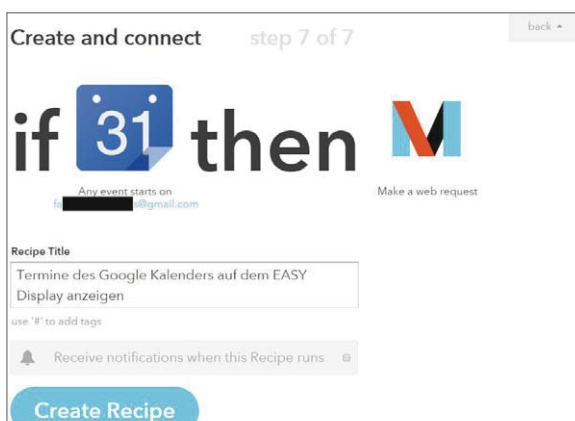 Create and connect step 7 of 7
back
if 31 then
Any event starts on
fa s@gmail.com
Make a web request
Recipe Title
Termine des Google Kalenders auf dem EASY
Display anzeigen
use '#' to add tags
Receive notifications when this Recipe runs
Create Recipe